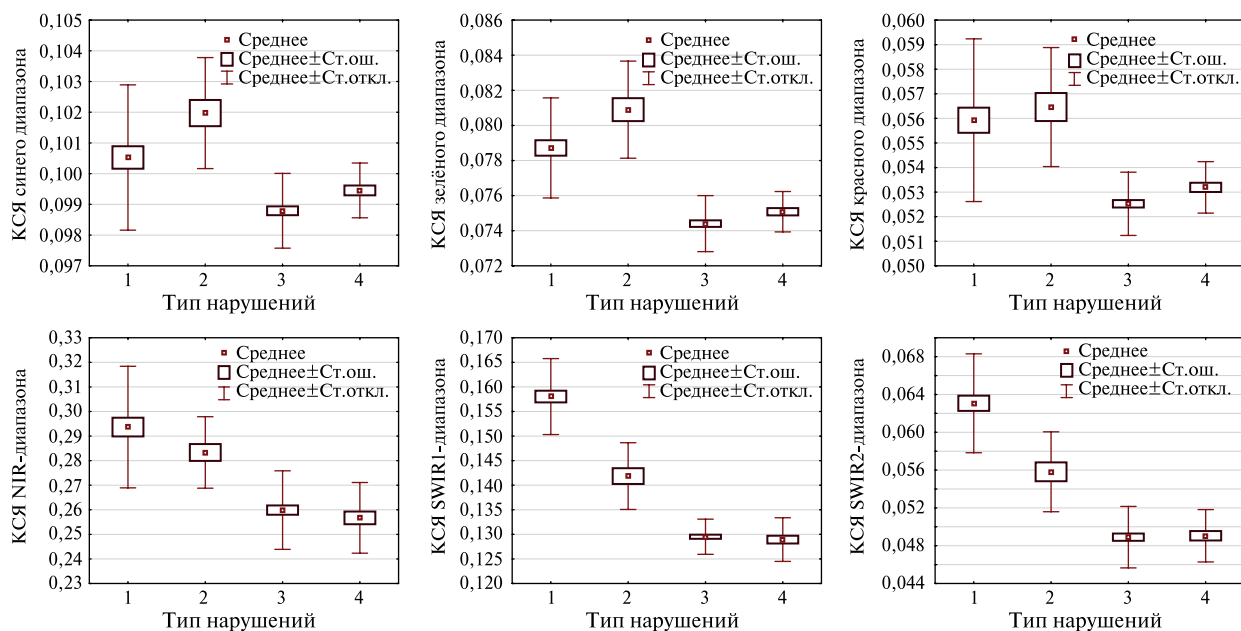 КСЯ синего диапазона
0,105
0,104
0,103
0,102
0,101
0,100
0,099
0,098
0,097
Среднее
Среднее±Ст.ош.
Среднее±Ст.откл.
1 2 3 4
Тип нарушений
КСЯ зелёного диапазона
0,086
0,084
0,082
0,080
0,078
0,076
0,074
0,072
Среднее
Среднее±Ст.ош.
Среднее±Ст.откл.
1 2 3 4
Тип нарушений
КСЯ красного диапазона
0,060
0,059
0,058
0,057
0,056
0,055
0,054
0,053
0,052
0,051
0,050
Среднее
Среднее±Ст.ош.
Среднее±Ст.откл.
1 2 3 4
Тип нарушений
КСЯ NIR-диапазона
0,33
0,32
0,31
0,30
0,29
0,28
0,27
0,26
0,25
0,24
0,23
Среднее
Среднее±Ст.ош.
Среднее±Ст.откл.
1 2 3 4
Тип нарушений
КСЯ SWIR1-диапазона
0,170
0,165
0,160
0,155
0,150
0,145
0,140
0,135
0,130
0,125
0,120
Среднее
Среднее±Ст.ош.
Среднее±Ст.откл.
1 2 3 4
Тип нарушений
КСЯ SWIR2-диапазона
0,068
0,064
0,060
0,056
0,052
0,048
0,044
Среднее
Среднее±Ст.ош.
Среднее±Ст.откл.
1 2 3 4
Тип нарушений